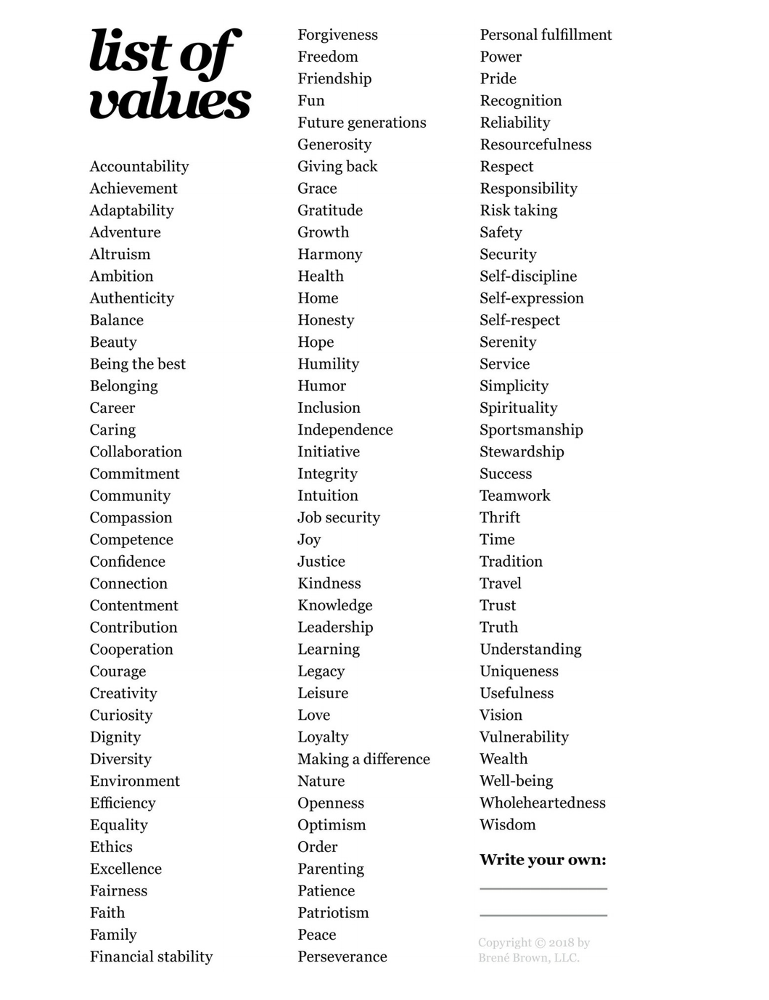 list of
values
Accountability
Achievement
Adaptability
Adventure
Altruism
Ambition
Authenticity
Balance
Beauty
Being the best
Belonging
Career
Caring
Collaboration
Commitment
Community
Compassion
Competence
Confidence
Connection
Contentment
Contribution
Cooperation
Courage
Creativity
Curiosity
Dignity
Diversity
Environment
Efficiency
Equality
Ethics
Excellence
Fairness
Faith
Family
Financial stability
Forgiveness
Freedom
Friendship
Fun
Future generations
Generosity
Giving back
Grace
Gratitude
Growth
Harmony
Health
Home
Honesty
Hope
Humility
Humor
Inclusion
Independence
Initiative
Integrity
Intuition
Job security
Joy
Justice
Kindness
Knowledge
Leadership
Learning
Legacy
Leisure
Love
Loyalty
Making a difference
Nature
Openness
Optimism
Order
Parenting
Patience
Patriotism
Peace
Perseverance
Personal fulfillment
Power
Pride
Recognition
Reliability
Resourcefulness
Respect
Responsibility
Risk taking
Safety
Security
Self-discipline
Self-expression
Self-respect
Serenity
Service
Simplicity
Spirituality
Sportsmanship
Stewardship
Success
Teamwork
Thrift
Time
Tradition
Travel
Trust
Truth
Understanding
Uniqueness
Usefulness
Vision
Vulnerability
Wealth
Well-being
Wholeheartedness
Wisdom
Write your own:
Copyright © 2018 by
Brené Brown, LLC.